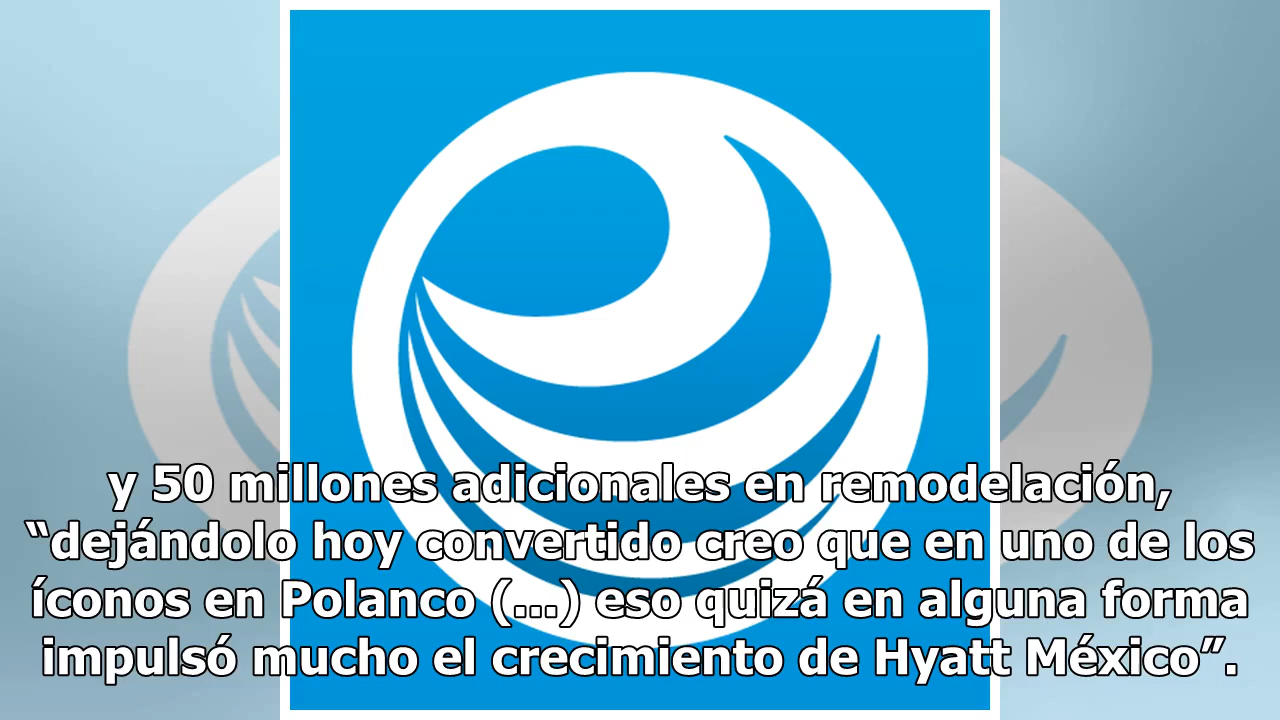 y 50 millones adicionales en remodelación,
“dejándolo hoy convertido creo que en uno de los
íconos en Polanco (...) eso quizá en alguna forma
impulsó mucho el crecimiento de Hyatt México”.